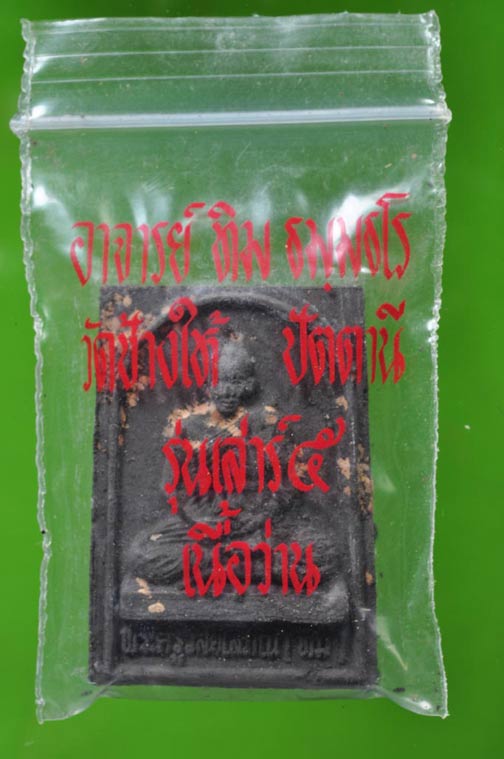 อาจารย์ ทิม ธมฺมธโร
วัดช้างให้ ปัตตานี
รุ่นเสาร์ ๕
เนื้อว่าน